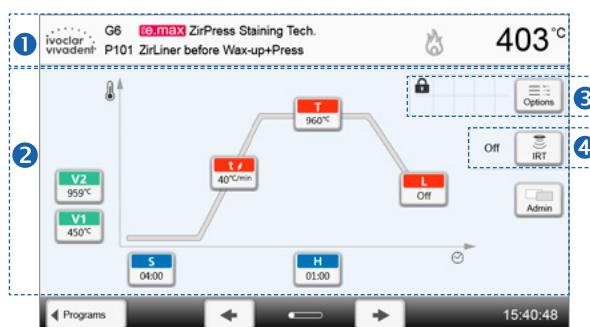 1
ivoclar
vivadent
G6 IPS e.max ZirPress Staining Tech.
P101 ZirLiner before Wax-up+Press
403°C
2
3
Options
4
Off
IRT
Admin
T
960°C
t
40°C/min
L
Off
V2
959°C
V1
450°C
S
04:00
H
01:00
Programs
15:40:48